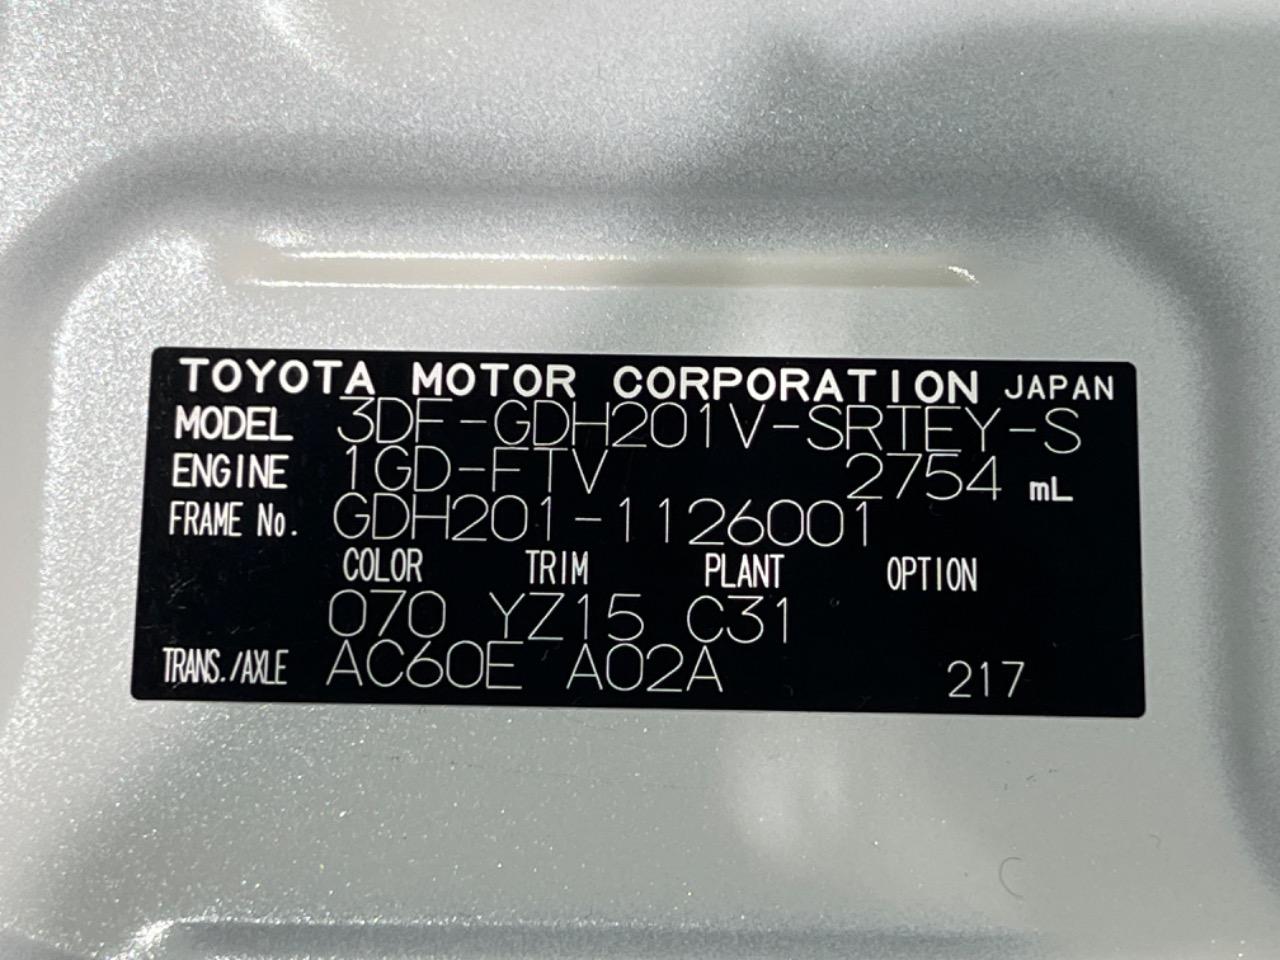 TOYOTA MOTOR CORPORATION JAPAN
MODEL 3DF-GDH201V-SRTEY-S
ENGINE 1GD-FTV 2754 mL
FRAME No. GDH201-1126001
COLOR TRIM PLANT OPTION
070 YZ15 C31
TRANS./AXLE AC60E A02A 217